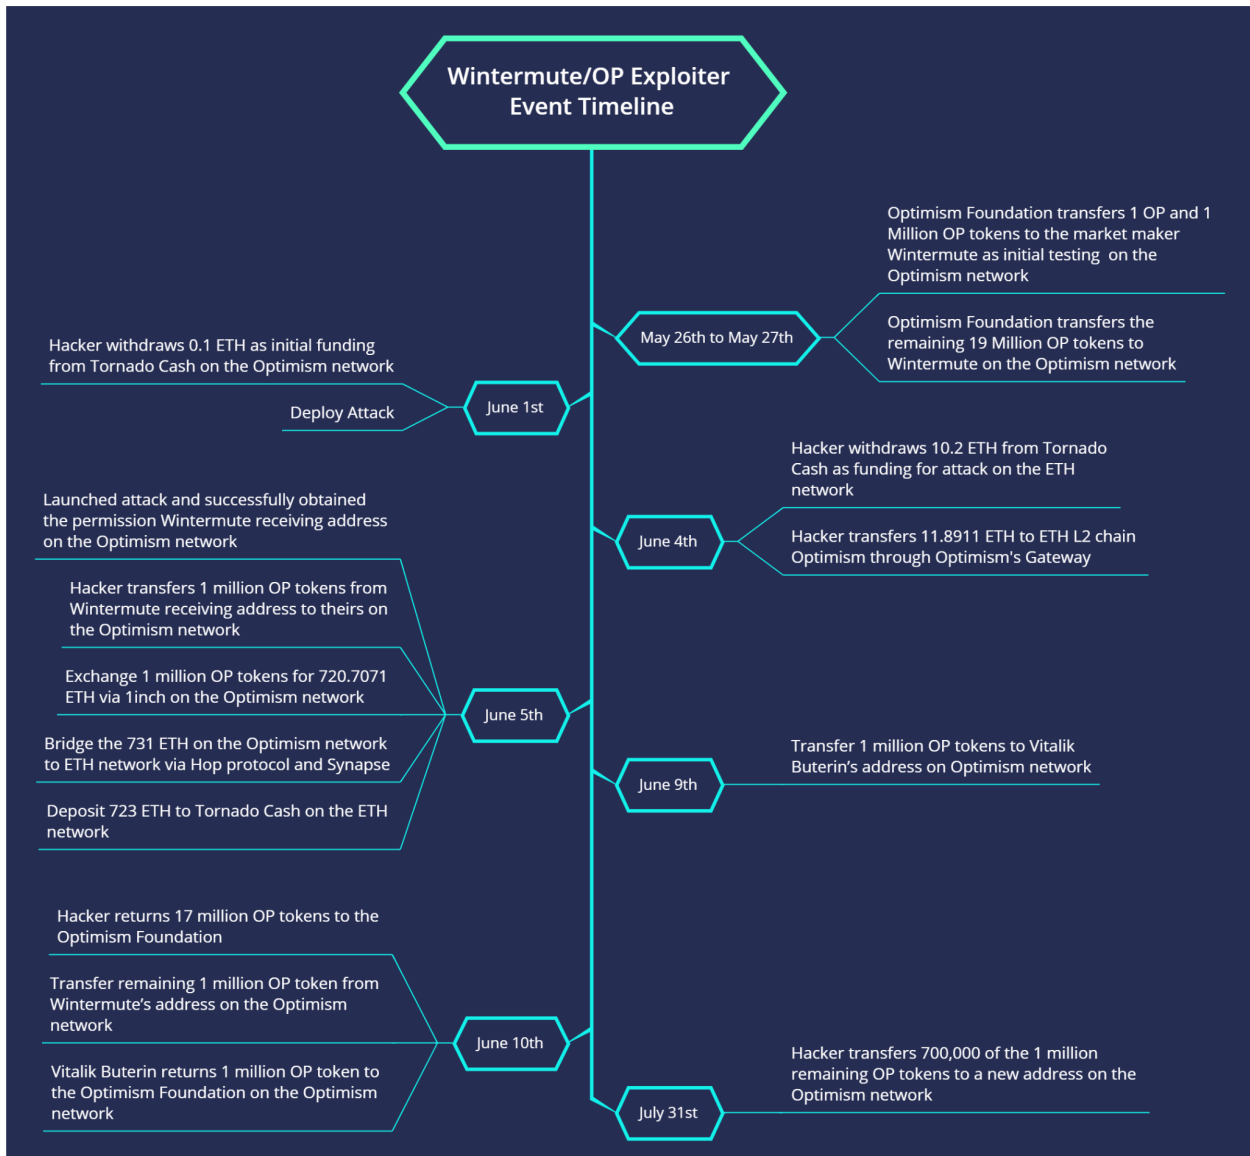 Wintermute/OP Exploiter
Event Timeline
Optimism Foundation transfers 1 OP and 1
Million OP tokens to the market maker
Wintermute as initial testing on the
Optimism network
May 26th to May 27th
Optimism Foundation transfers the
remaining 19 Million OP tokens to
Wintermute on the Optimism network
Hacker withdraws 0.1 ETH as initial funding
from Tornado Cash on the Optimism network
June 1st
Deploy Attack
Hacker withdraws 10.2 ETH from Tornado
Cash as funding for attack on the ETH
network
June 4th
Hacker transfers 11.8911 ETH to ETH L2 chain
Optimism through Optimism's Gateway
Launched attack and successfully obtained
the permission Wintermute receiving address
on the Optimism network
Hacker transfers 1 million OP tokens from
Wintermute receiving address to theirs on
the Optimism network
Exchange 1 million OP tokens for 720.7071
ETH via 1inch on the Optimism network
June 5th
Bridge the 731 ETH on the Optimism network
to ETH network via Hop protocol and Synapse
Deposit 723 ETH to Tornado Cash on the ETH
network
Transfer 1 million OP tokens to Vitalik
Buterin’s address on Optimism network
June 9th
Hacker returns 17 million OP tokens to the
Optimism Foundation
Transfer remaining 1 million OP token from
Wintermute’s address on the Optimism
network
June 10th
Vitalik Buterin returns 1 million OP token to
the Optimism Foundation on the Optimism
network
Hacker transfers 700,000 of the 1 million
remaining OP tokens to a new address on the
Optimism network
July 31st